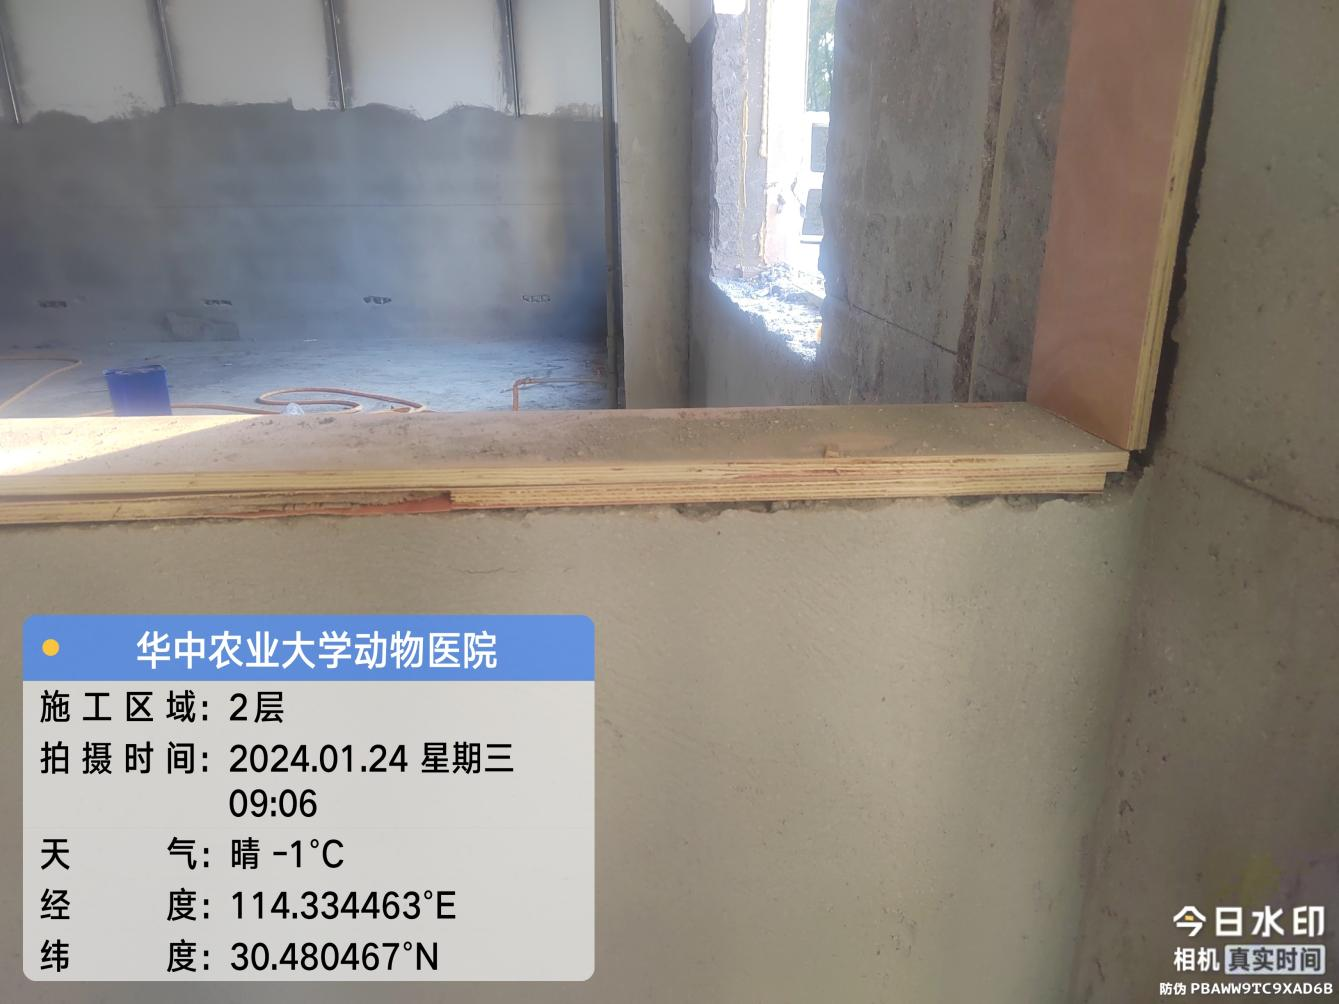 华中农业大学动物医院
施工区域：2层
拍摄时间：2024.01.24 星期三
09:06
天气：晴 -1℃
经度：114.334463°E
纬度：30.480467°N
今日水印
相机 真实时间
防伪 PBAWW9TC9XAD6B